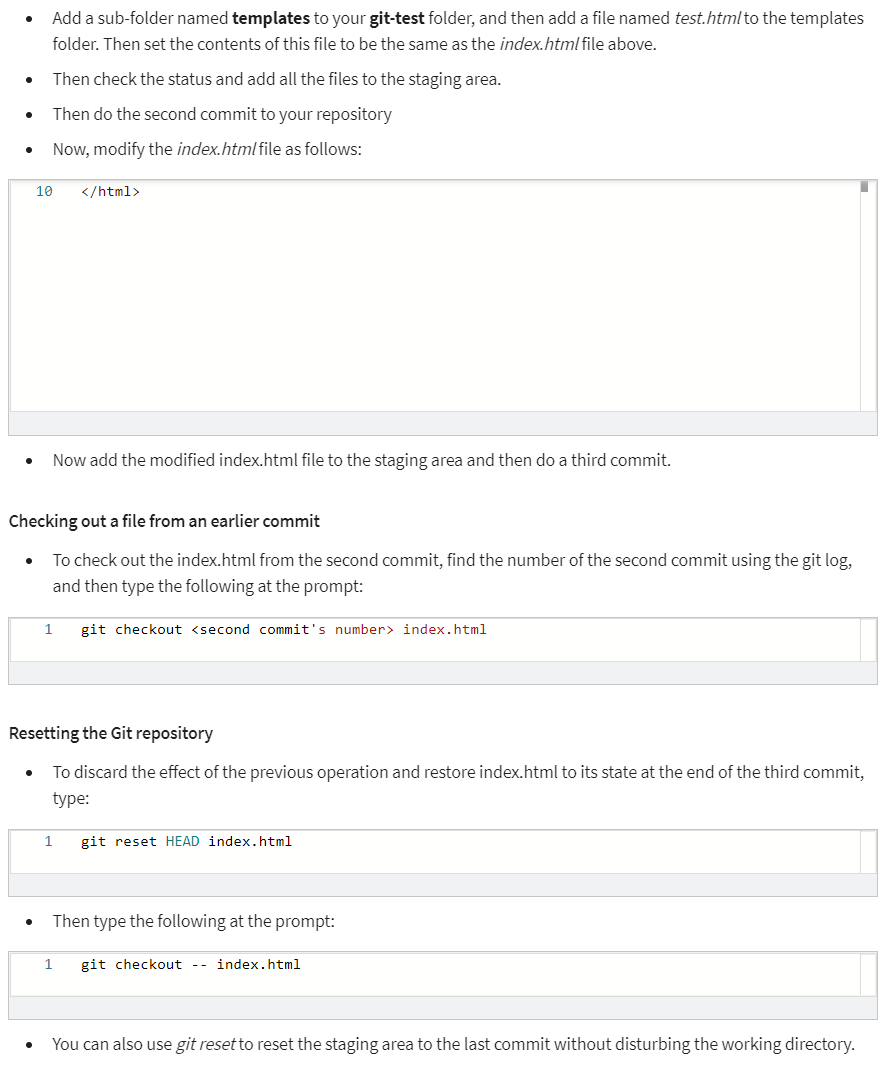 • Add a sub-folder named templates to your git-test folder, and then add a file named test.html to the templates
folder. Then set the contents of this file to be the same as the index.html file above.
• Then check the status and add all the files to the staging area.
• Then do the second commit to your repository
• Now, modify the index.html file as follows:
10 </html>
• Now add the modified index.html file to the staging area and then do a third commit.
Checking out a file from an earlier commit
• To check out the index.html from the second commit, find the number of the second commit using the git log,
and then type the following at the prompt:
1 git checkout <second commit's number> index.html
Resetting the Git repository
• To discard the effect of the previous operation and restore index.html to its state at the end of the third commit,
type:
1 git reset HEAD index.html
• Then type the following at the prompt:
1 git checkout -- index.html
• You can also use git reset to reset the staging area to the last commit without disturbing the working directory.